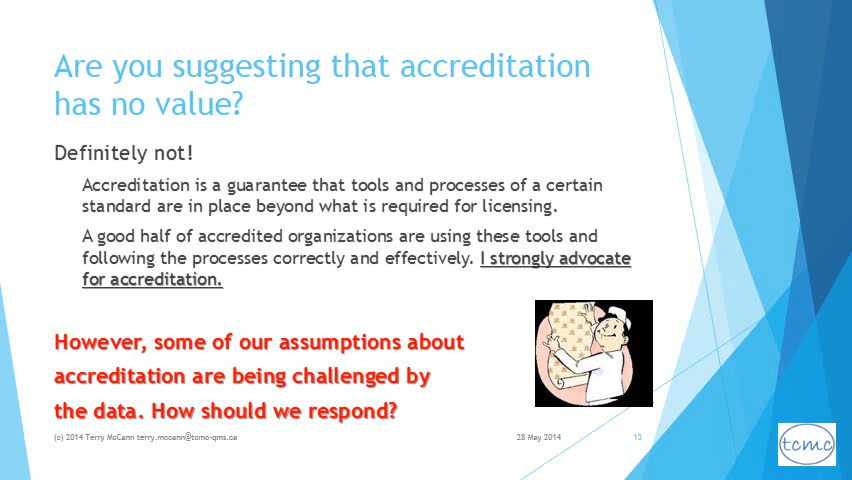 Are you suggesting that accreditation
has no value?
Definitely not!
Accreditation is a guarantee that tools and processes of a certain
standard are in place beyond what is required for licensing.
A good half of accredited organizations are using these tools and
following the processes correctly and effectively. I strongly advocate
for accreditation.
However, some of our assumptions about
accreditation are being challenged by
the data. How should we respond?
(c) 2014 Terry McCann terry.mccann@tcmc-qms.ca
28 May 2014
13
tcmc